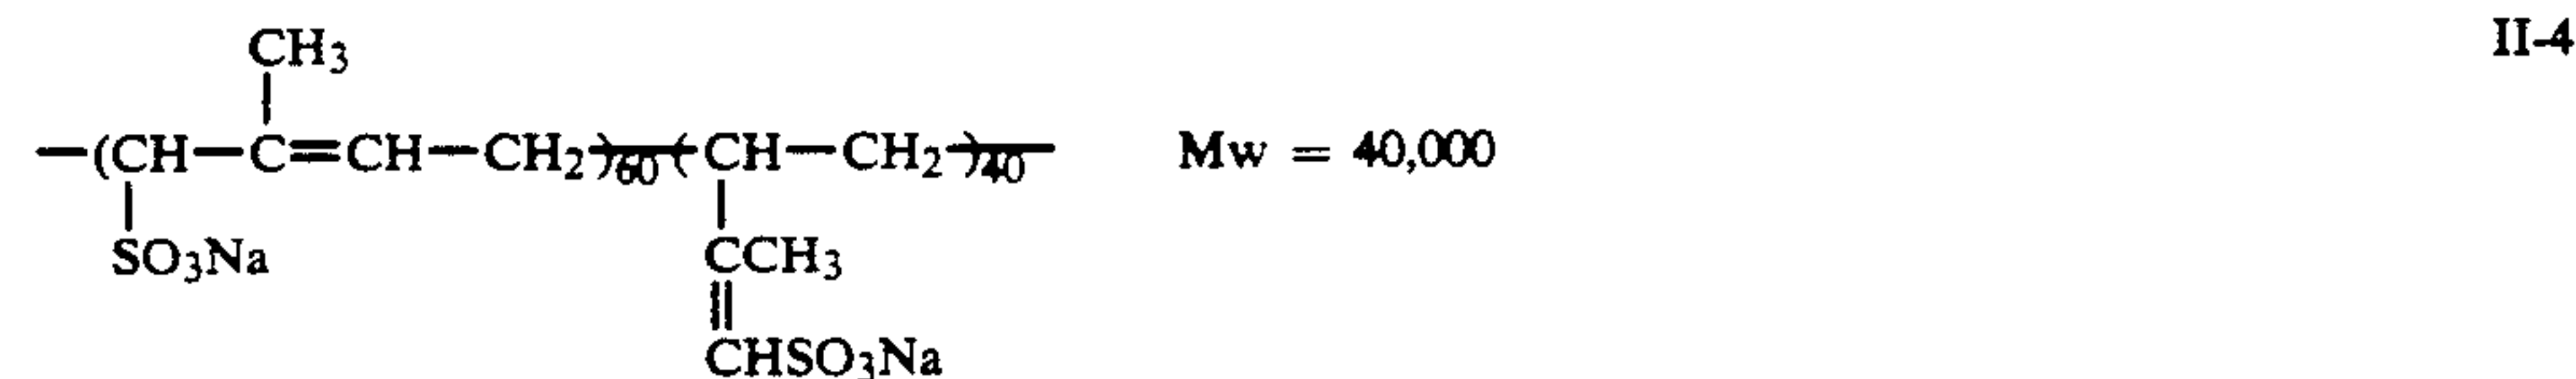 CH3 II-4
—(CH—C=CH—CH2)60(CH—CH2)40— Mw = 40,000
SO3Na CCH3
CHSO3Na